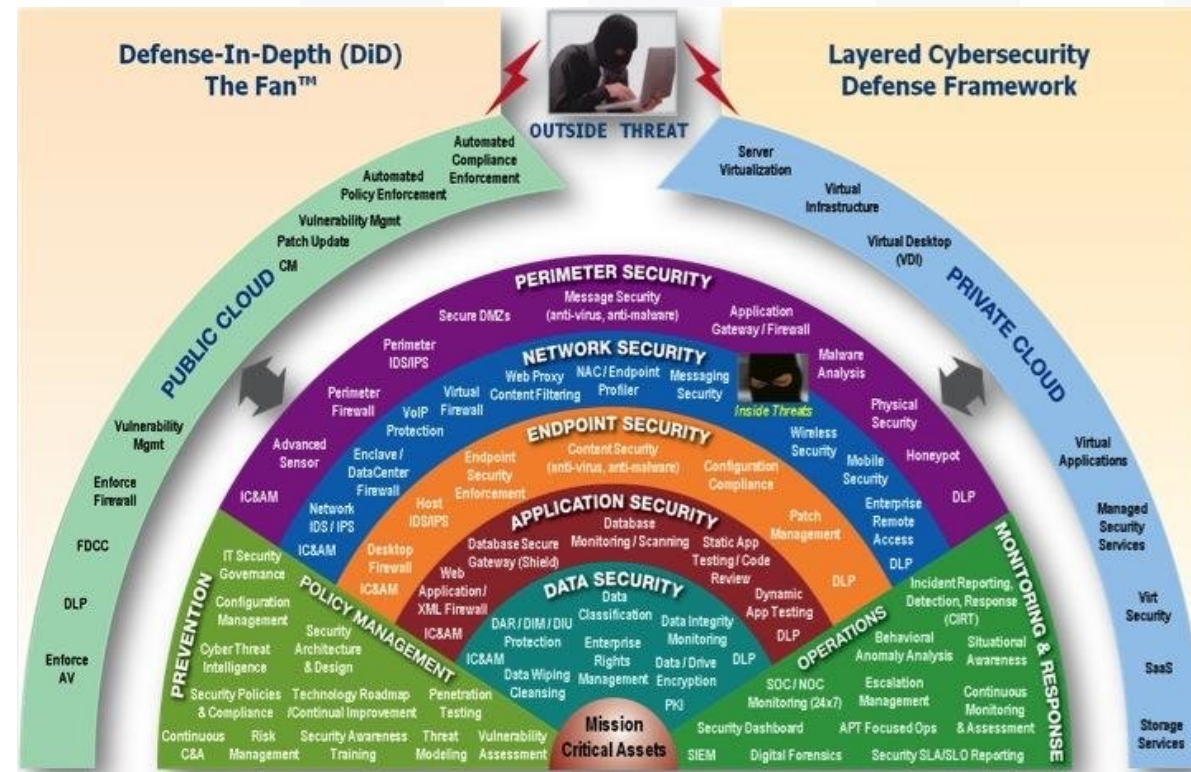 Defense-In-Depth (DiD)
The Fan™
Layered Cybersecurity
Defense Framework
OUTSIDE THREAT
PUBLIC CLOUD
Automated
Compliance
Enforcement
Automated
Policy Enforcement
Vulnerability Mgmt
Patch Update
CM
Vulnerability
Mgmt
Enforce
Firewall
FDCC
DLP
Enforce
AV
PRIVATE CLOUD
Server
Virtualization
Virtual
Infrastructure
Virtual Desktop
(VDI)
Virtual
Applications
Managed
Security
Services
Virt
Security
SaaS
Storage
Services
PERIMETER SECURITY
Message Security
(anti-virus, anti-malware)
Secure DMZs
Application
Gateway / Firewall
Perimeter
IDS/IPS
Malware
Analysis
Perimeter
Firewall
Physical
Security
Advanced
Sensor
Honeypot
IC&AM
DLP
NETWORK SECURITY
Web Proxy
Content Filtering
NAC / Endpoint
Profiler
Messaging
Security
Inside Threats
Virtual
Firewall
VoIP
Protection
Wireless
Security
Enclave /
DataCenter
Firewall
Mobile
Security
Network
IDS / IPS
Enterprise
Remote
Access
IC&AM
DLP
ENDPOINT SECURITY
Content Security
(anti-virus, anti-malware)
Endpoint
Security
Enforcement
Configuration
Compliance
Host
IDS/IPS
Patch
Management
Desktop
Firewall
IC&AM
DLP
APPLICATION SECURITY
Database
Monitoring / Scanning
Database Secure
Gateway (Shield)
Static App
Testing / Code
Review
Web
Application /
XML Firewall
Dynamic
App Testing
IC&AM
DLP
DATA SECURITY
Data
Classification
DAR / DIM / DIU
Protection
Data Integrity
Monitoring
Enterprise
Rights
Management
IC&AM
Data / Drive
Encryption
DLP
Data Wiping
Cleansing
PKI
Mission
Critical Assets
PREVENTION
POLICY MANAGEMENT
IT Security
Governance
Configuration
Management
Security
Architecture
& Design
Cyber Threat
Intelligence
Security Policies
& Compliance
Technology Roadmap
/Continual Improvement
Penetration
Testing
Continuous
C&A
Risk
Management
Security Awareness
Training
Threat
Modeling
Vulnerability
Assessment
OPERATIONS
MONITORING & RESPONSE
Incident Reporting,
Detection, Response
(CIRT)
Behavioral
Anomaly Analysis
Situational
Awareness
SOC / NOC
Monitoring (24x7)
Escalation
Management
Continuous
Monitoring
& Assessment
Security Dashboard
APT Focused Ops
SIEM
Digital Forensics
Security SLA/SLO Reporting